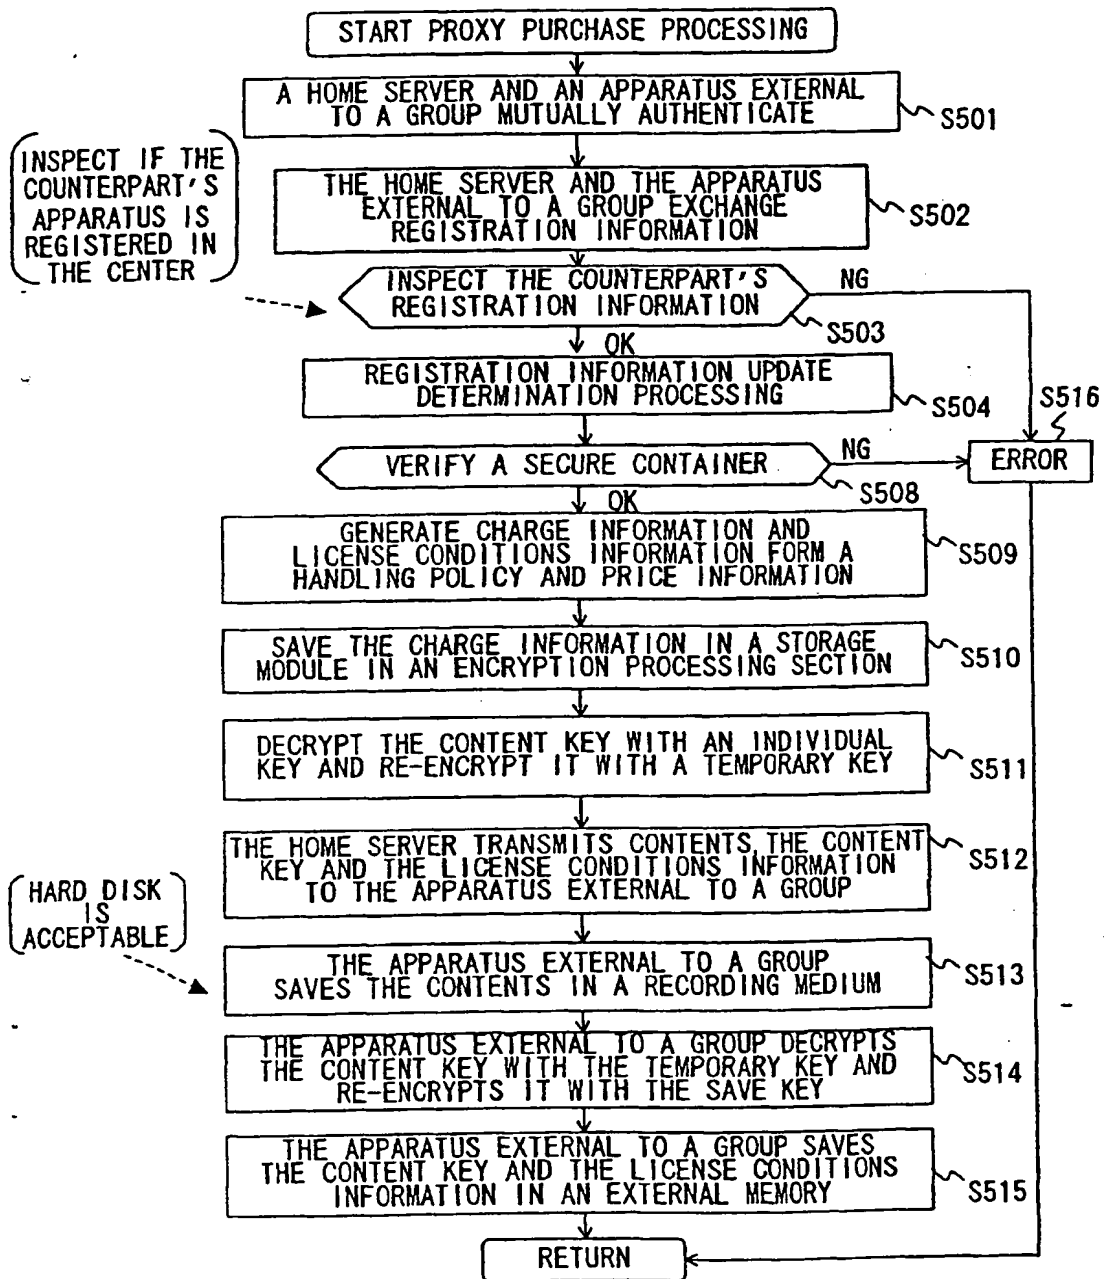 START PROXY PURCHASE PROCESSING
A HOME SERVER AND AN APPARATUS EXTERNAL
TO A GROUP MUTUALLY AUTHENTICATE
S501
INSPECT IF THE
COUNTERPART'S
APPARATUS IS
REGISTERED IN
THE CENTER
THE HOME SERVER AND THE APPARATUS
EXTERNAL TO A GROUP EXCHANGE
REGISTRATION INFORMATION
S502
INSPECT THE COUNTERPART'S
REGISTRATION INFORMATION
NG
S503
OK
REGISTRATION INFORMATION UPDATE
DETERMINATION PROCESSING
S504
S516
VERIFY A SECURE CONTAINER
NG
ERROR
S508
OK
GENERATE CHARGE INFORMATION AND
LICENSE CONDITIONS INFORMATION FORM A
HANDLING POLICY AND PRICE INFORMATION
S509
SAVE THE CHARGE INFORMATION IN A STORAGE
MODULE IN AN ENCRYPTION PROCESSING SECTION
S510
DECRYPT THE CONTENT KEY WITH AN INDIVIDUAL
KEY AND RE-ENCRYPT IT WITH A TEMPORARY KEY
S511
THE HOME SERVER TRANSMITS CONTENTS, THE CONTENT
KEY AND THE LICENSE CONDITIONS INFORMATION
TO THE APPARATUS EXTERNAL TO A GROUP
S512
HARD DISK
IS
ACCEPTABLE
THE APPARATUS EXTERNAL TO A GROUP
SAVES THE CONTENTS IN A RECORDING MEDIUM
S513
THE APPARATUS EXTERNAL TO A GROUP DECRYPTS
THE CONTENT KEY WITH THE TEMPORARY KEY AND
RE-ENCRYPTS IT WITH THE SAVE KEY
S514
THE APPARATUS EXTERNAL TO A GROUP SAVES
THE CONTENT KEY AND THE LICENSE CONDITIONS
INFORMATION IN AN EXTERNAL MEMORY
S515
RETURN